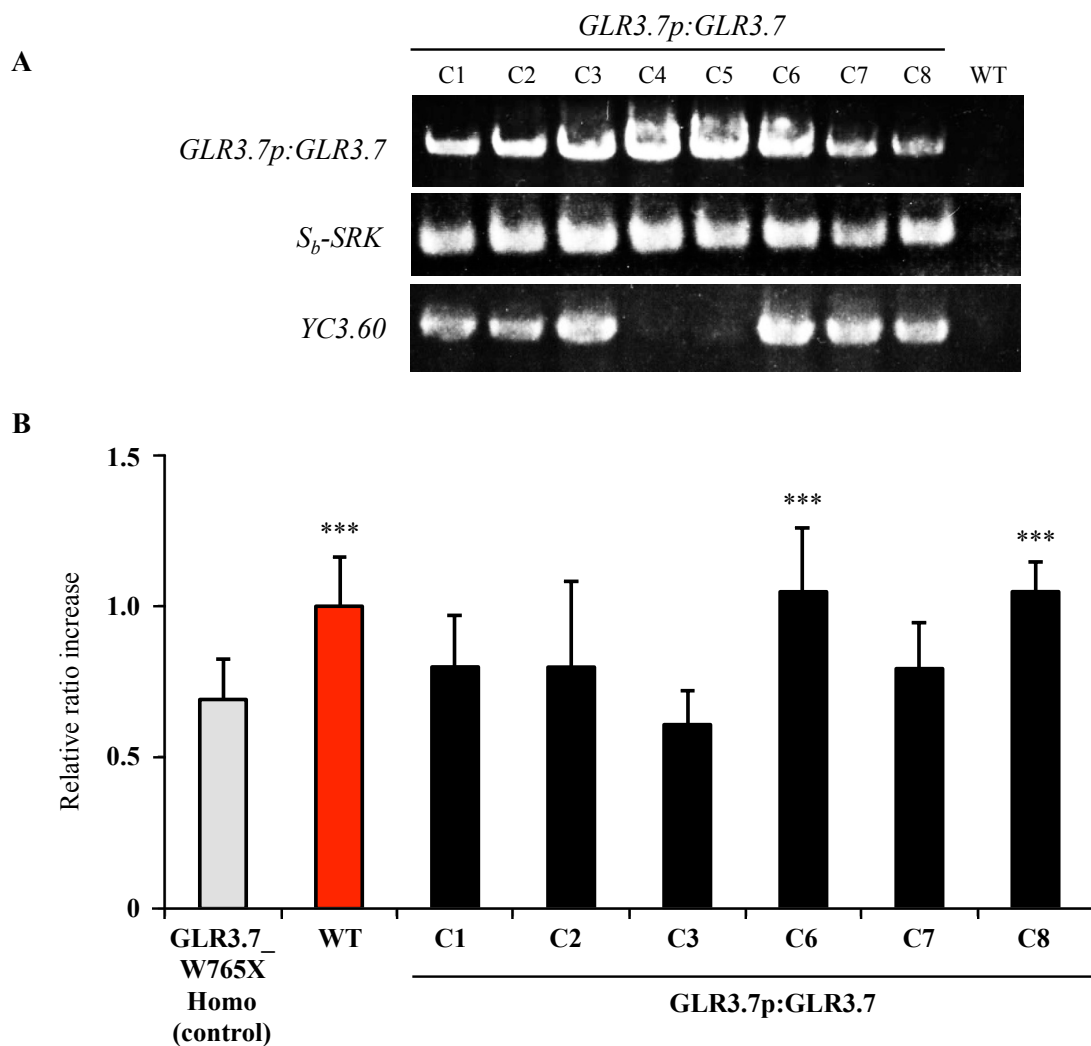 GLR3.7p:GLR3.7
A
C1 C2 C3 C4 C5 C6 C7 C8 WT
GLR3.7p:GLR3.7
Sb-SRK
YC3.60
B
1.5
1.0
0.5
0
Relative ratio increase
***
***
***
GLR3.7_
W765X
Homo
(control)
WT
C1 C2 C3 C6 C7 C8
GLR3.7p:GLR3.7